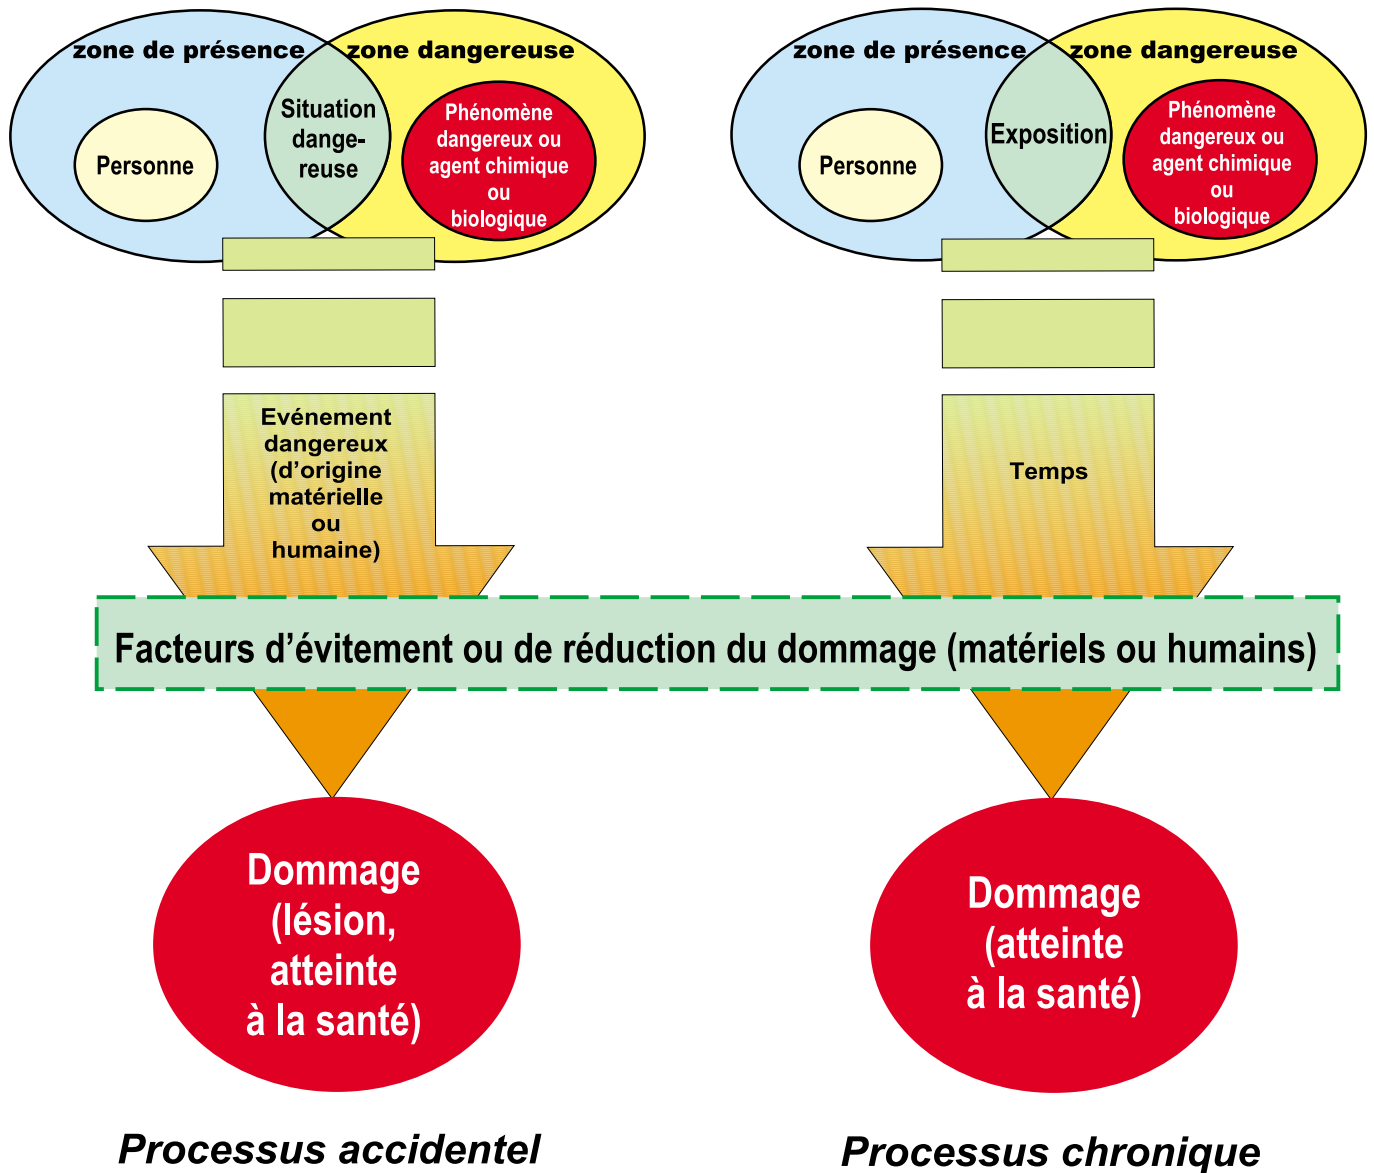 zone de présence
zone dangereuse
Situation
dange-
reuse
Personne
Phénomène
dangereux ou
agent chimique
ou
biologique
Evénement
dangereux
(d'origine
matérielle
ou
humaine)
zone de présence
zone dangereuse
Exposition
Personne
Phénomène
dangereux ou
agent chimique
ou
biologique
Temps
Facteurs d'évitement ou de réduction du dommage (matériels ou humains)
Dommage
(lésion,
atteinte
à la santé)
Dommage
(atteinte
à la santé)
Processus accidentel
Processus chronique